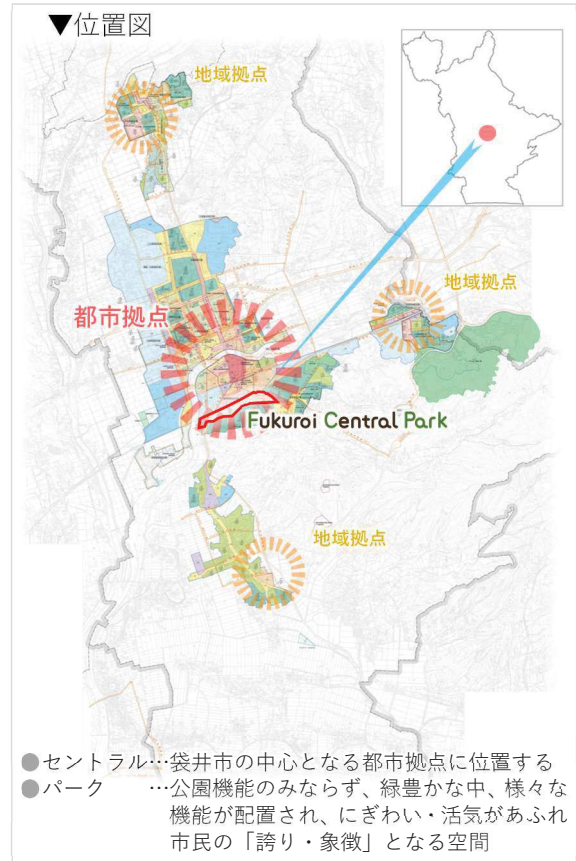 ▼位置図
地域拠点
地域拠点
都市拠点
Fukuroi Central Park
地域拠点
●セントラル…袋井市の中心となる都市拠点に位置する
●パーク　…公園機能のみならず、緑豊かな中、様々な
機能が配置され、にぎわい・活気があふれ
市民の「誇り・象徴」となる空間